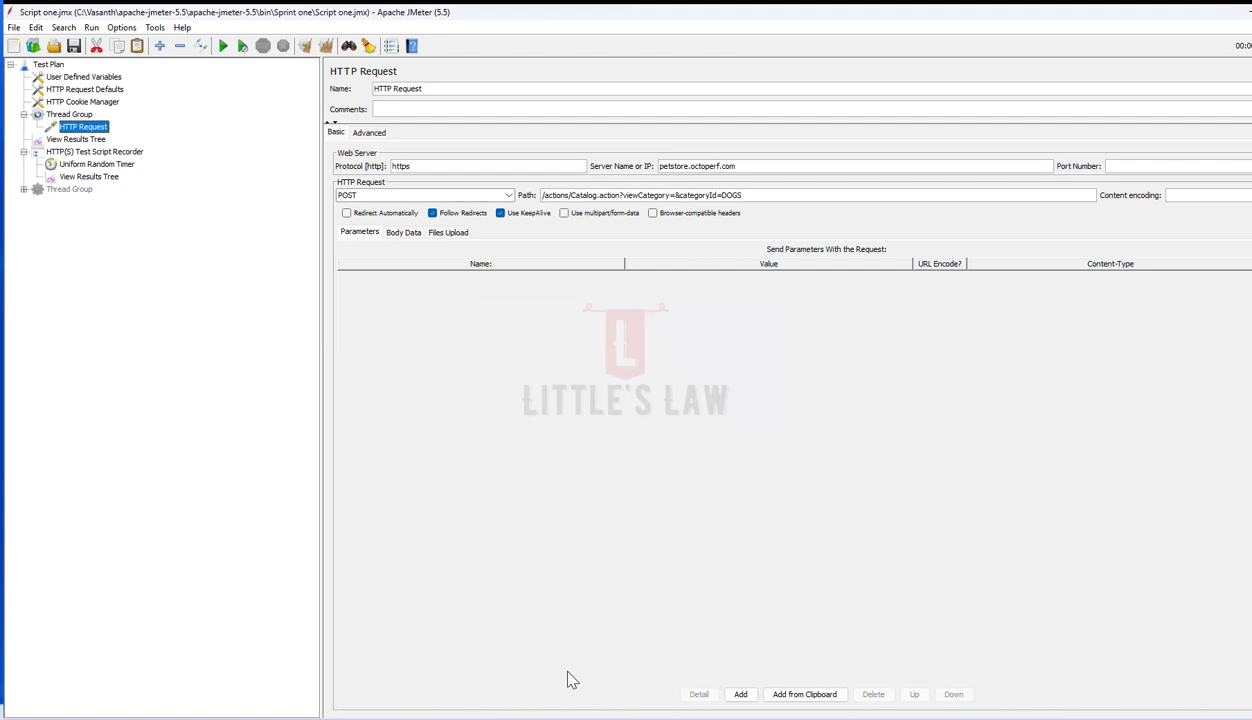 Script one.jmx (C:\Vasanth\apache-jmeter-5.5\apache-jmeter-5.5\bin\Sprint one\Script one.jmx) - Apache JMeter (5.5)
File Edit Search Run Options Tools Help
Test Plan
User Defined Variables
HTTP Request Defaults
HTTP Cookie Manager
Thread Group
HTTP Request
View Results Tree
HTTP(S) Test Script Recorder
Uniform Random Timer
View Results Tree
Thread Group
HTTP Request
Name: HTTP Request
Comments:
Basic Advanced
Web Server
Protocol [http]: https Server Name or IP: petstore.octoperf.com Port Number:
HTTP Request
POST Path: /actions/Catalog.action?viewCategory=&categoryId=DOGS Content encoding:
Redirect Automatically Follow Redirects Use KeepAlive Use multipart/form-data Browser-compatible headers
Parameters Body Data Files Upload
Send Parameters With the Request:
Name: Value URL Encode? Content-Type
L
LITTLE'S LAW
Detail Add Add from Clipboard Delete Up Down